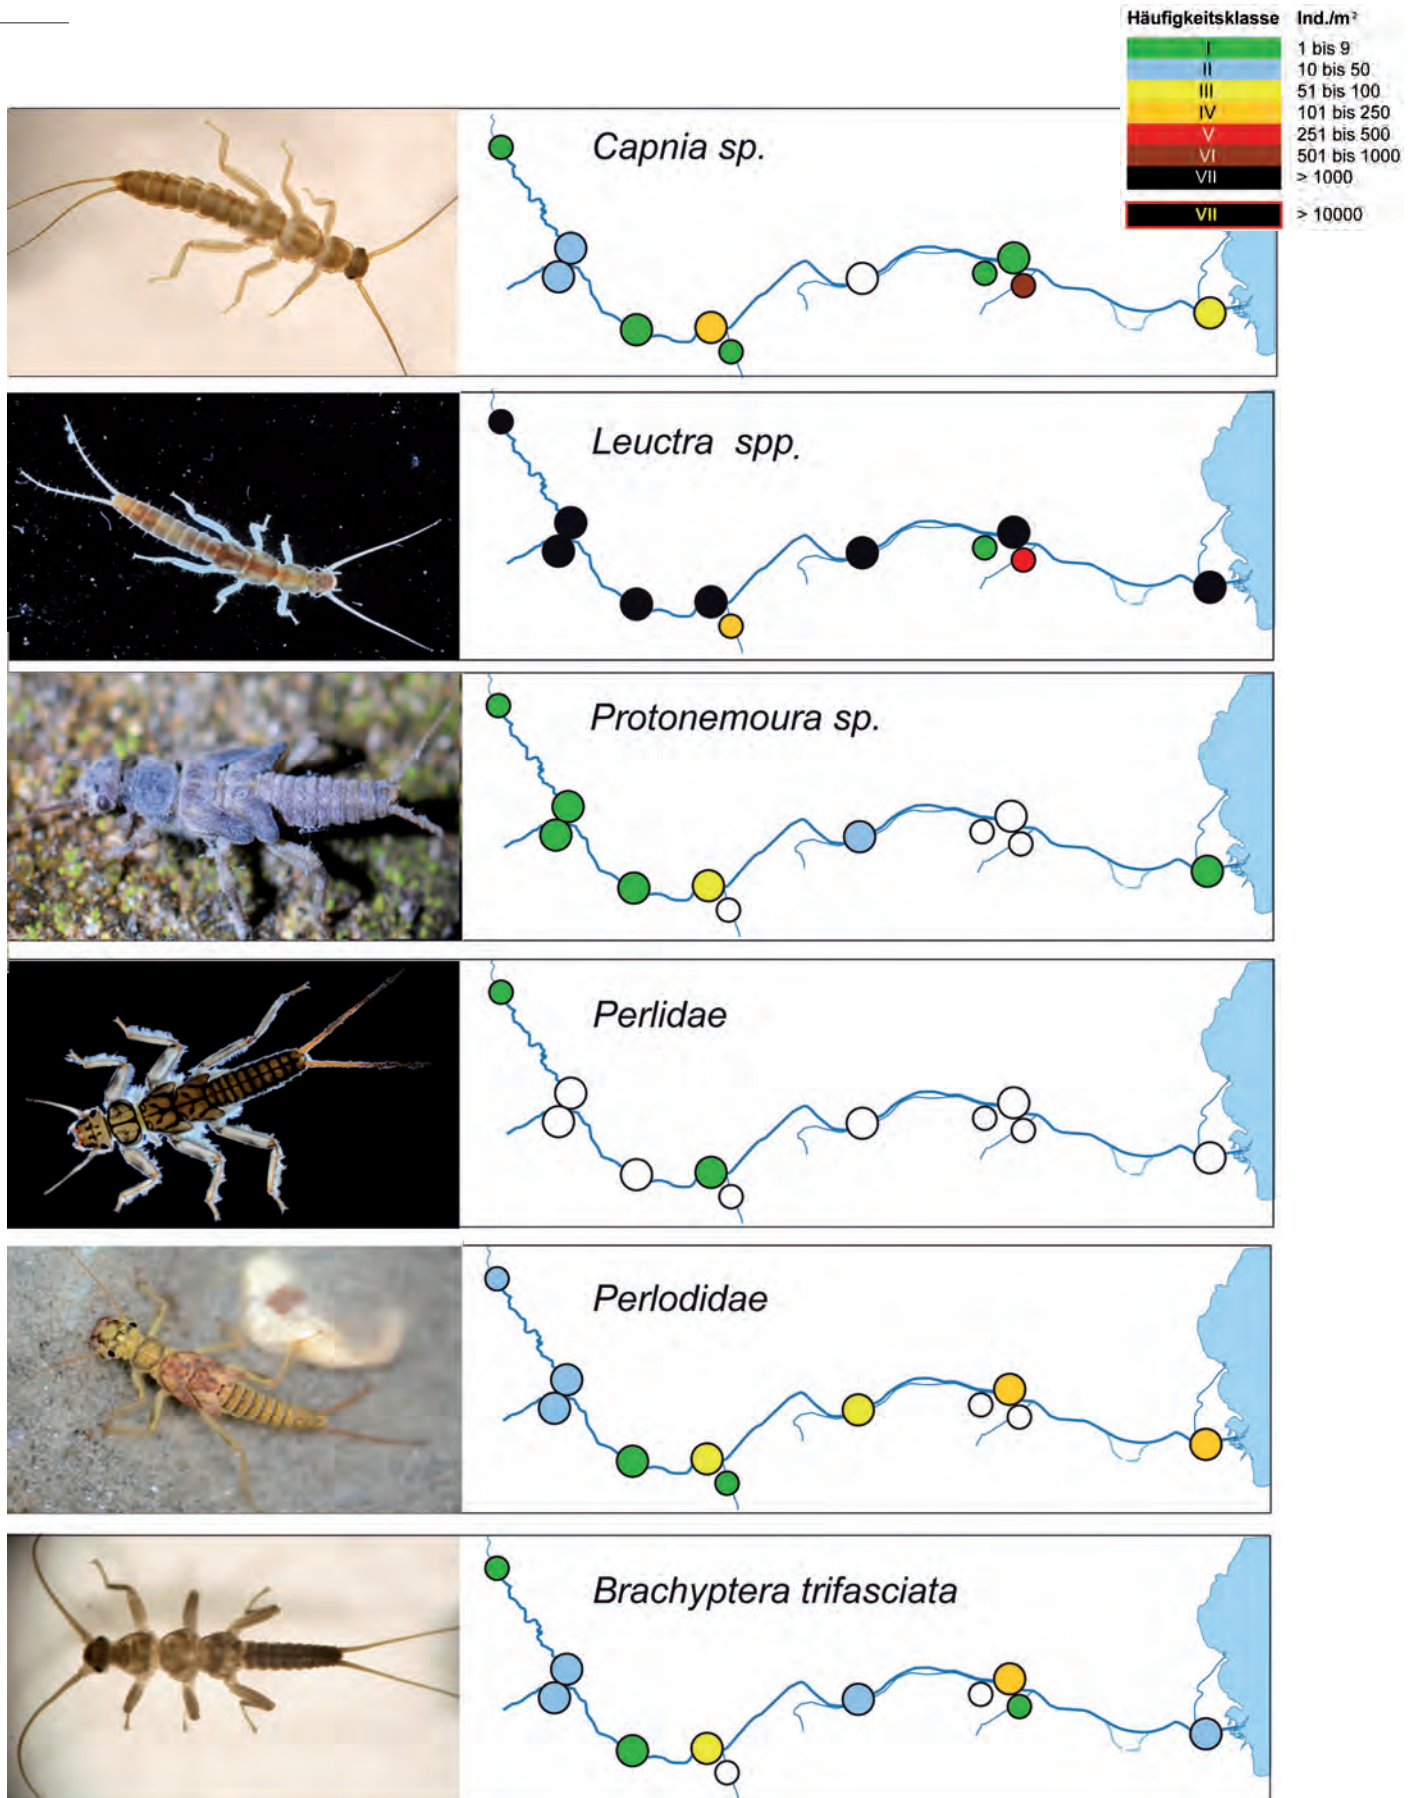 Häufigkeitsklasse Ind./m²
I 1 bis 9
II 10 bis 50
III 51 bis 100
IV 101 bis 250
V 251 bis 500
VI 501 bis 1000
VII > 1000
VII > 10000
Capnia sp.
Leuctra spp.
Protonemoura sp.
Perlidae
Perlodidae
Brachyptera trifasciata